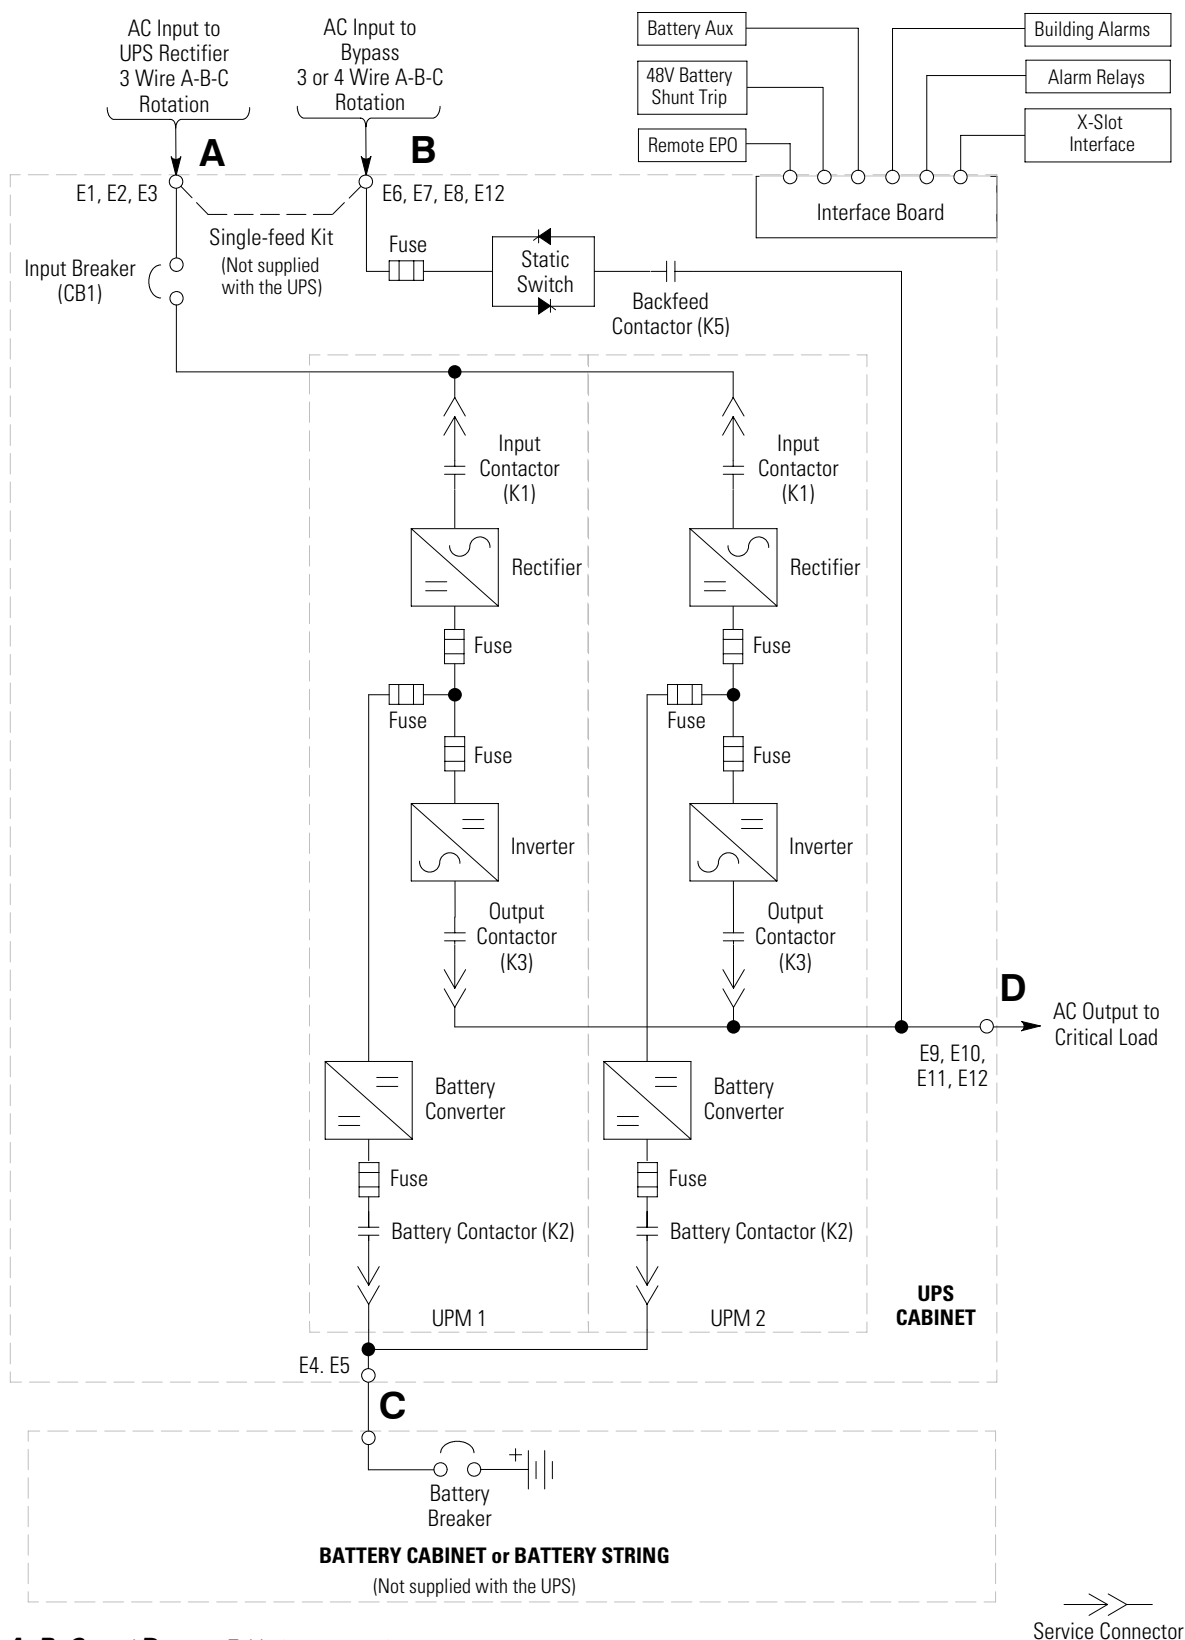 AC Input to
UPS Rectifier
3 Wire A-B-C
Rotation
AC Input to
Bypass
3 or 4 Wire A-B-C
Rotation
Battery Aux
48V Battery
Shunt Trip
Remote EPO
Building Alarms
Alarm Relays
X-Slot
Interface
A
B
E1, E2, E3
E6, E7, E8, E12
Interface Board
Single-feed Kit
(Not supplied
with the UPS)
Input Breaker
(CB1)
Fuse
Static
Switch
Backfeed
Contactor (K5)
Input
Contactor
(K1)
Input
Contactor
(K1)
Rectifier
Rectifier
Fuse
Fuse
Fuse
Fuse
Fuse
Fuse
Inverter
Inverter
Output
Contactor
(K3)
Output
Contactor
(K3)
D
AC Output to
Critical Load
E9, E10,
E11, E12
Battery
Converter
Battery
Converter
Fuse
Fuse
Battery Contactor (K2)
Battery Contactor (K2)
UPS
CABINET
UPM 1
UPM 2
E4. E5
C
+
Battery
Breaker
BATTERY CABINET or BATTERY STRING
(Not supplied with the UPS)
Service Connector